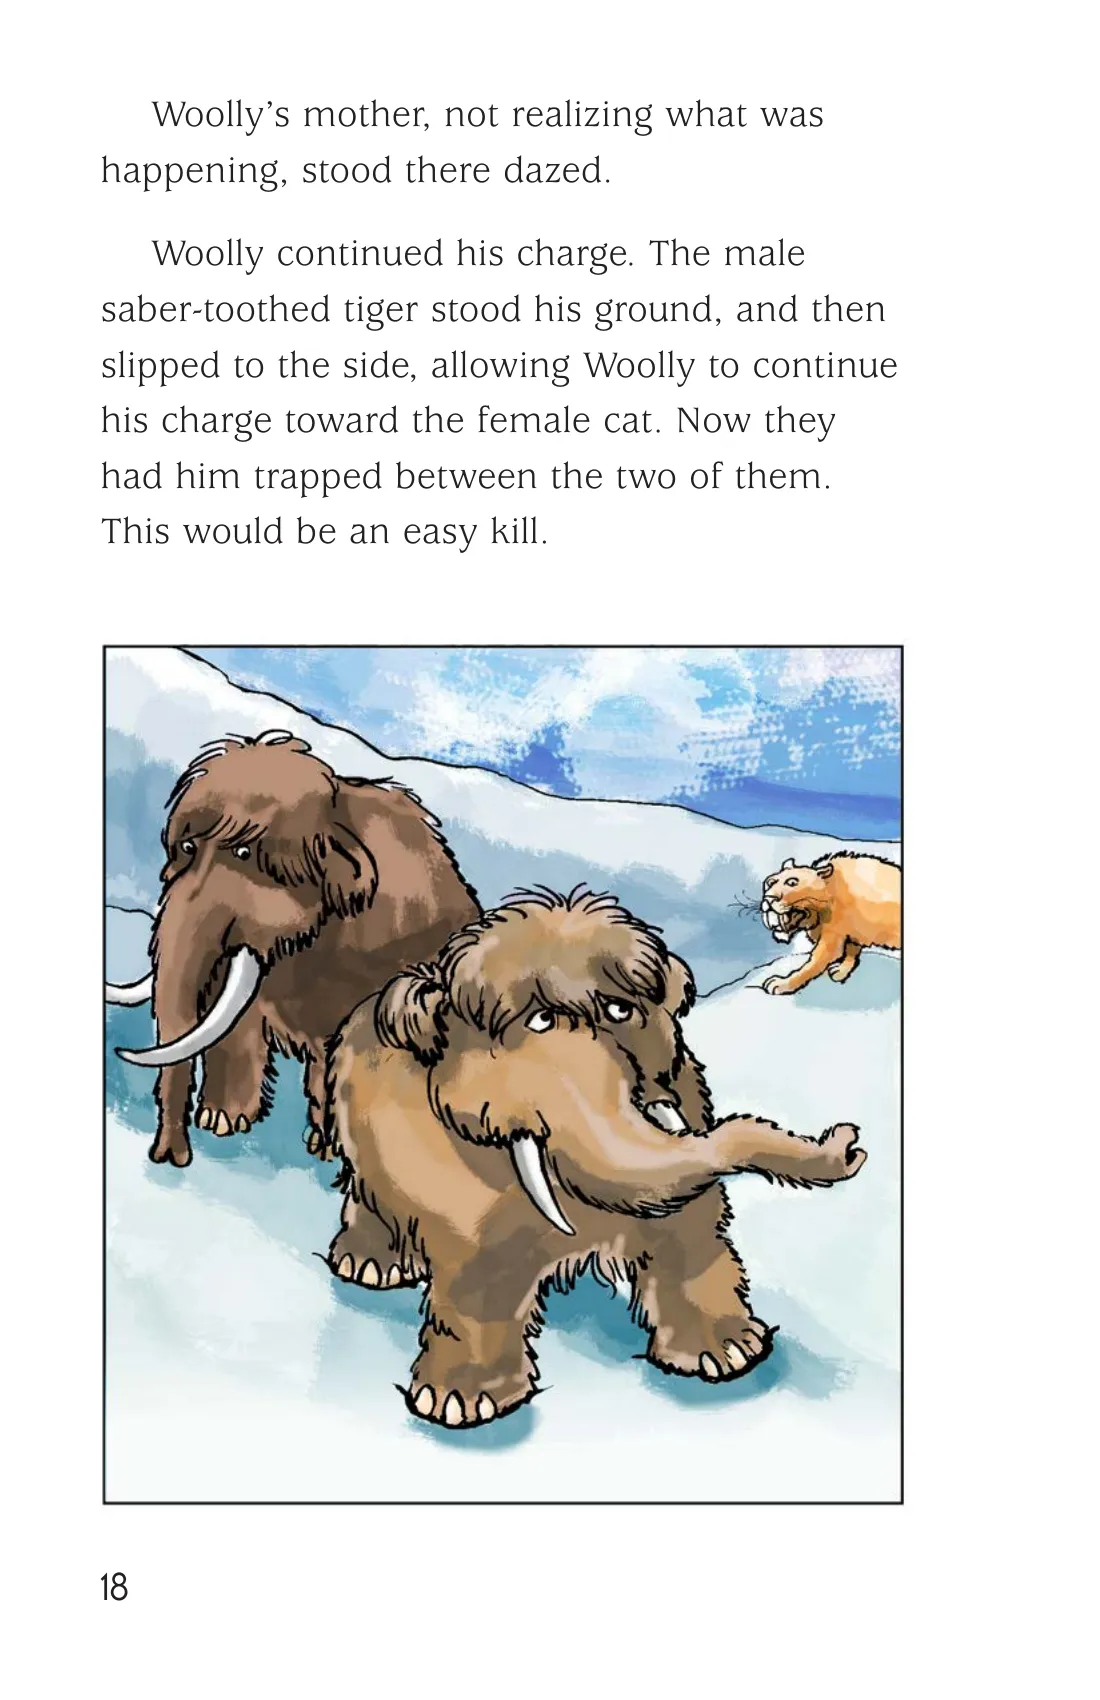 Woolly’s mother, not realizing what was
happening, stood there dazed.
Woolly continued his charge. The male
saber-toothed tiger stood his ground, and then
slipped to the side, allowing Woolly to continue
his charge toward the female cat. Now they
had him trapped between the two of them.
This would be an easy kill.
18